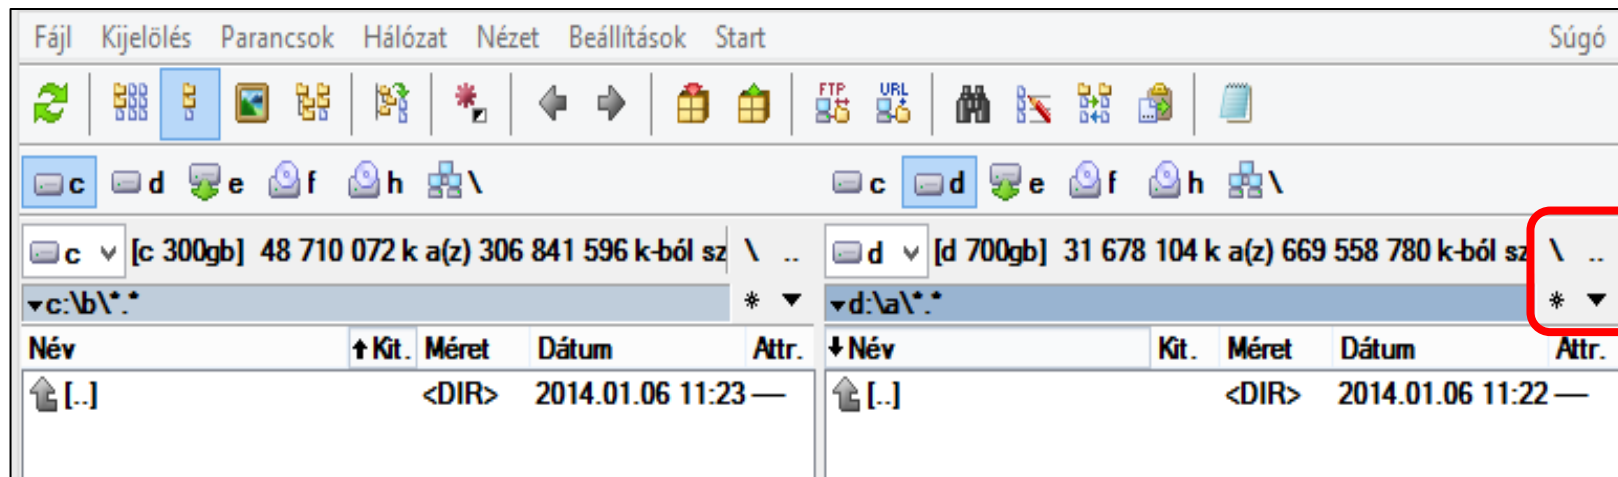 Fájl Kijelölés Parancsok Hálózat Nézet Beállítások Start Súgó
FTP URL
c d e f h \ c d e f h \
c [c 300gb] 48 710 072 k a(z) 306 841 596 k-ból sz \ .. d [d 700gb] 31 678 104 k a(z) 669 558 780 k-ból sz \ ..
c:\b\*.* * d:\a\*.* *
Név Kit. Méret Dátum Attr. Név Kit. Méret Dátum Attr.
[..] <DIR> 2014.01.06 11:23 — [..] <DIR> 2014.01.06 11:22 —